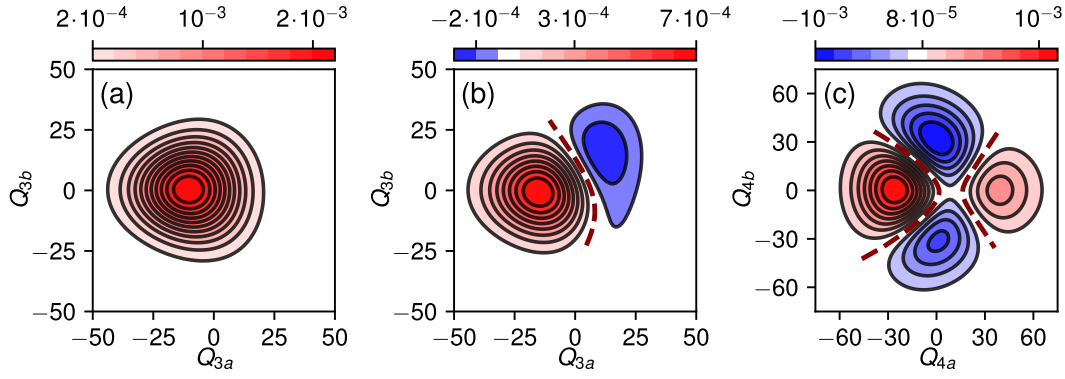 2·10⁻⁴ 10⁻³ 2·10⁻³
−2·10⁻⁴ 3·10⁻⁴ 7·10⁻⁴
−10⁻³ 8·10⁻⁵ 10⁻³
(a)
50
25
0
−25
−50
Q₃b
−50 −25 0 25 50
Q₃a
(b)
50
25
0
−25
−50
Q₃b
−50 −25 0 25 50
Q₃a
(c)
60
30
0
−30
−60
Q₄b
−60 −30 0 30 60
Q₄a